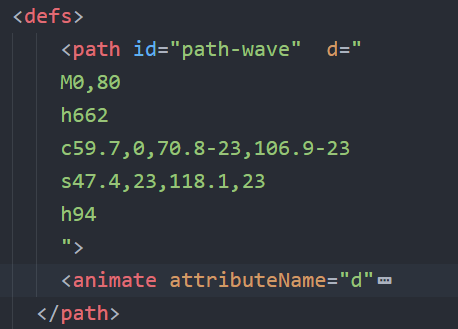 <defs>
<path id="path-wave"  d="
M0,80
h662
c59.7,0,70.8-23,106.9-23
s47.4,23,118.1,23
h94
">
<animate attributeName="d"⋯
</path>